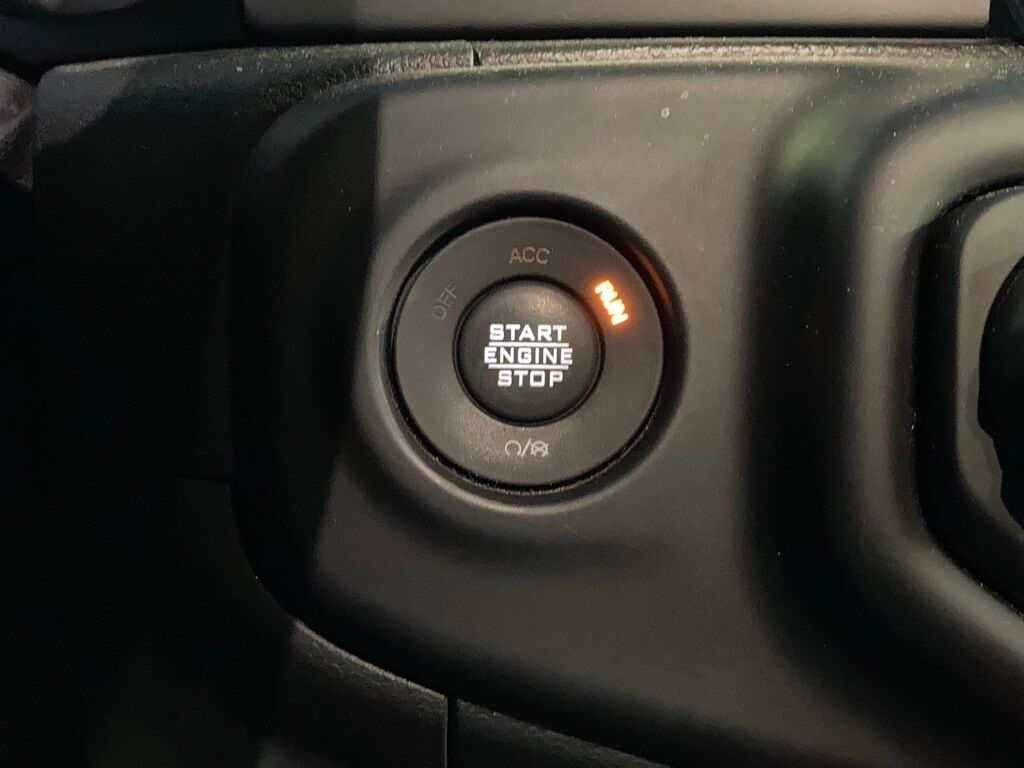 ACC
OFF
RUN
START
ENGINE
STOP